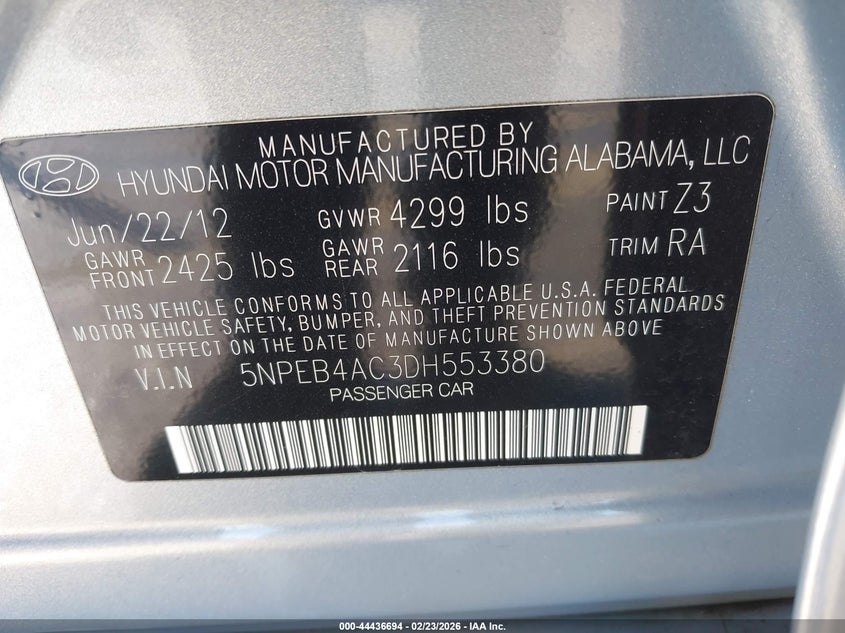 MANUFACTURED BY
HYUNDAI MOTOR MANUFACTURING ALABAMA, LLC
Jun/22/12 GVWR 4299 lbs PAINT Z3
GAWR FRONT 2425 lbs GAWR REAR 2116 lbs TRIM RA
THIS VEHICLE CONFORMS TO ALL APPLICABLE U.S.A. FEDERAL
MOTOR VEHICLE SAFETY, BUMPER, AND THEFT PREVENTION STANDARDS
IN EFFECT ON THE DATE OF MANUFACTURE SHOWN ABOVE
V.I.N 5NPEB4AC3DH553380
PASSENGER CAR
000-44436694 - 02/23/2026 - IAA Inc.